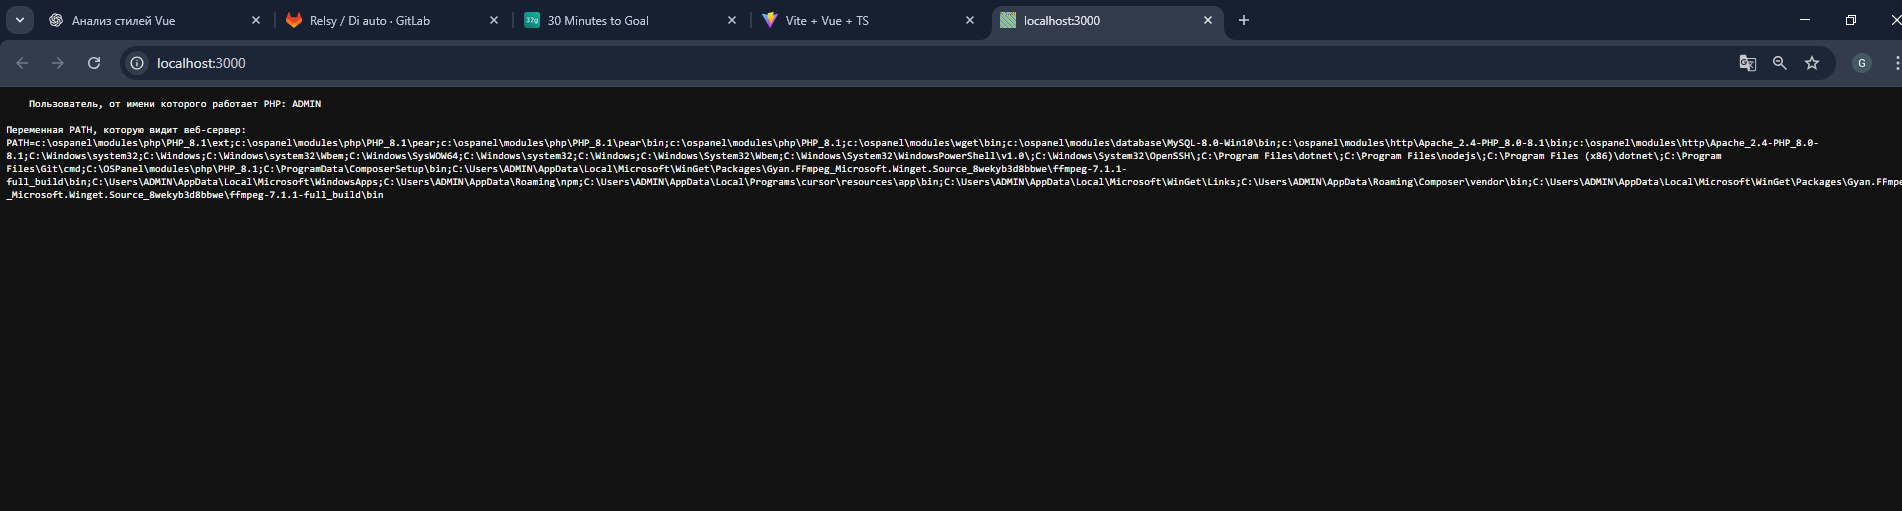 Анализ стилей Vue
Relsy / Di auto · GitLab
32g
30 Minutes to Goal
Vite + Vue + TS
localhost:3000
localhost:3000
G
Пользователь, от имени которого работает PHP: ADMIN
Переменная PATH, которую видит веб-сервер:
PATH=c:\ospanel\modules\php\PHP_8.1\ext;c:\ospanel\modules\php\PHP_8.1\pear;c:\ospanel\modules\php\PHP_8.1\pear\bin;c:\ospanel\modules\php\PHP_8.1;c:\ospanel\modules\wget\bin;c:\ospanel\modules\database\MySQL-8.0-Win10\bin;c:\ospanel\modules\http\Apache_2.4-PHP_8.0-8.1\bin;c:\ospanel\modules\http\Apache_2.4-PHP_8.0-
8.1;C:\Windows\system32;C:\Windows;C:\Windows\system32\Wbem;C:\Windows\SysWOW64;C:\Windows\system32;C:\Windows;C:\Windows\System32\Wbem;C:\Windows\System32\WindowsPowerShell\v1.0\;C:\Windows\System32\OpenSSH\;C:\Program Files\dotnet\;C:\Program Files\nodejs\;C:\Program Files (x86)\dotnet\;C:\Program
Files\Git\cmd;C:\OSPanel\modules\php\PHP_8.1;C:\ProgramData\ComposerSetup\bin;C:\Users\ADMIN\AppData\Local\Microsoft\WinGet\Packages\Gyan.FFmpeg_Microsoft.Winget.Source_8wekyb3d8bbwe\ffmpeg-7.1.1-
full_build\bin;C:\Users\ADMIN\AppData\Local\Microsoft\WindowsApps;C:\Users\ADMIN\AppData\Roaming\npm;C:\Users\ADMIN\AppData\Local\Programs\cursor\resources\app\bin;C:\Users\ADMIN\AppData\Local\Microsoft\WinGet\Links;C:\Users\ADMIN\AppData\Roaming\Composer\vendor\bin;C:\Users\ADMIN\AppData\Local\Microsoft\WinGet\Packages\Gyan.FFmpe
_Microsoft.Winget.Source_8wekyb3d8bbwe\ffmpeg-7.1.1-full_build\bin